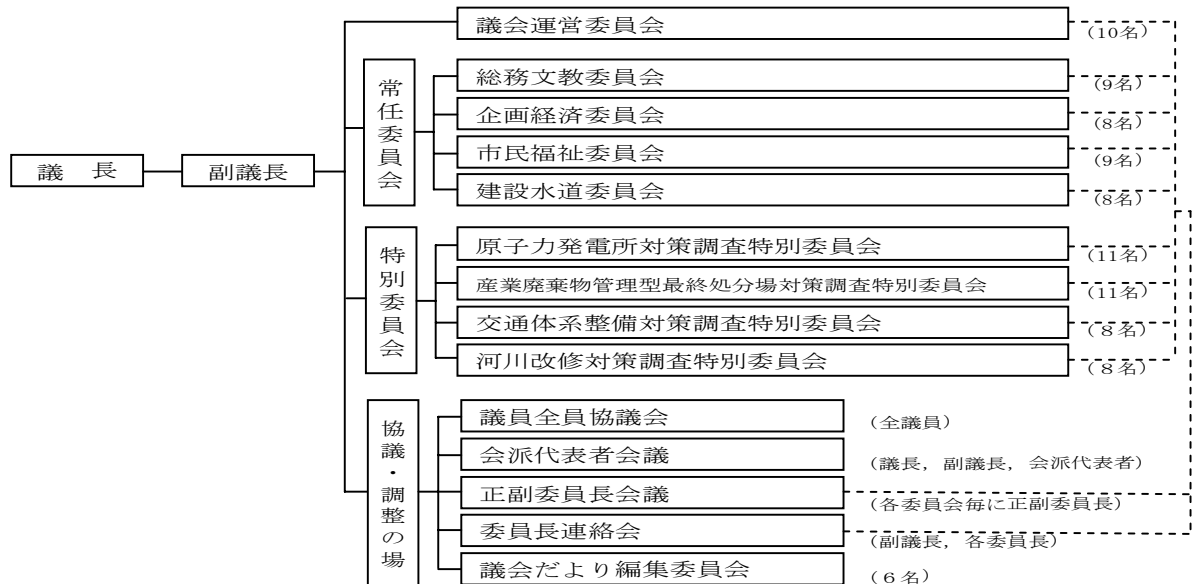 議会運営委員会
(10名)
常任委員会
総務文教委員会
(9名)
企画経済委員会
(8名)
市民福祉委員会
(9名)
建設水道委員会
(8名)
議　長
副議長
特別委員会
原子力発電所対策調査特別委員会
(11名)
産業廃棄物管理型最終処分場対策調査特別委員会
(11名)
交通体系整備対策調査特別委員会
(8名)
河川改修対策調査特別委員会
(8名)
協議・調整の場
議員全員協議会
(全議員)
会派代表者会議
(議長，副議長，会派代表者)
正副委員長会議
(各委員会毎に正副委員長)
委員長連絡会
(副議長，各委員長)
議会だより編集委員会
(6名)